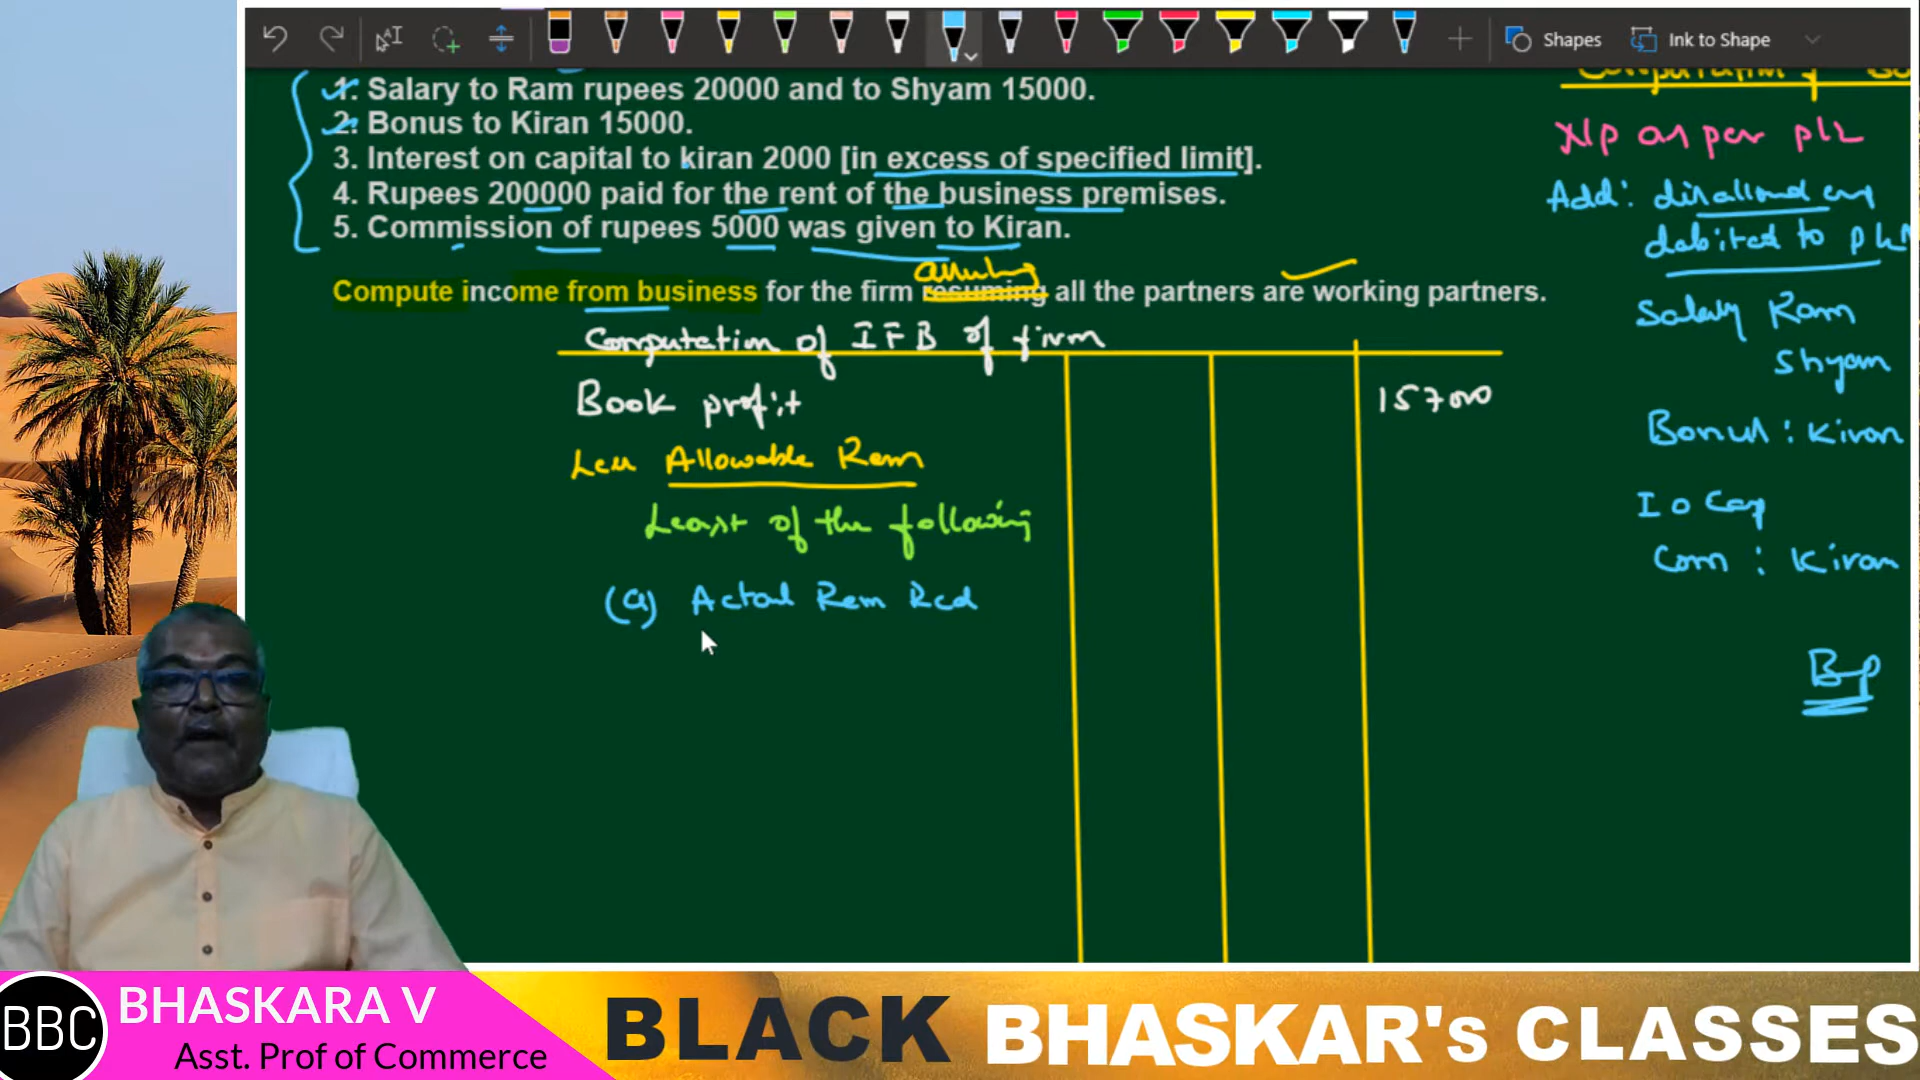 Shapes
Ink to Shape
1. Salary to Ram rupees 20000 and to Shyam 15000.
2. Bonus to Kiran 15000.
3. Interest on capital to kiran 2000 [in excess of specified limit].
4. Rupees 200000 paid for the rent of the business premises.
5. Commission of rupees 5000 was given to Kiran.
Compute income from business for the firm resuming all the partners are working partners.
Computation of IFB of firm
Book profit 157000
Less Allowable Rem
Least of the following
(a) Actual Rem Rcd
Computation of
Np as per P/L
Add: disallowed exp
debited to P/L
Salary Ram
Shyam
Bonus: Kiran
I o Cap
Com : Kiran
Bp
BBC
BHASKARA V
Asst. Prof of Commerce
BLACK BHASKAR's CLASSES